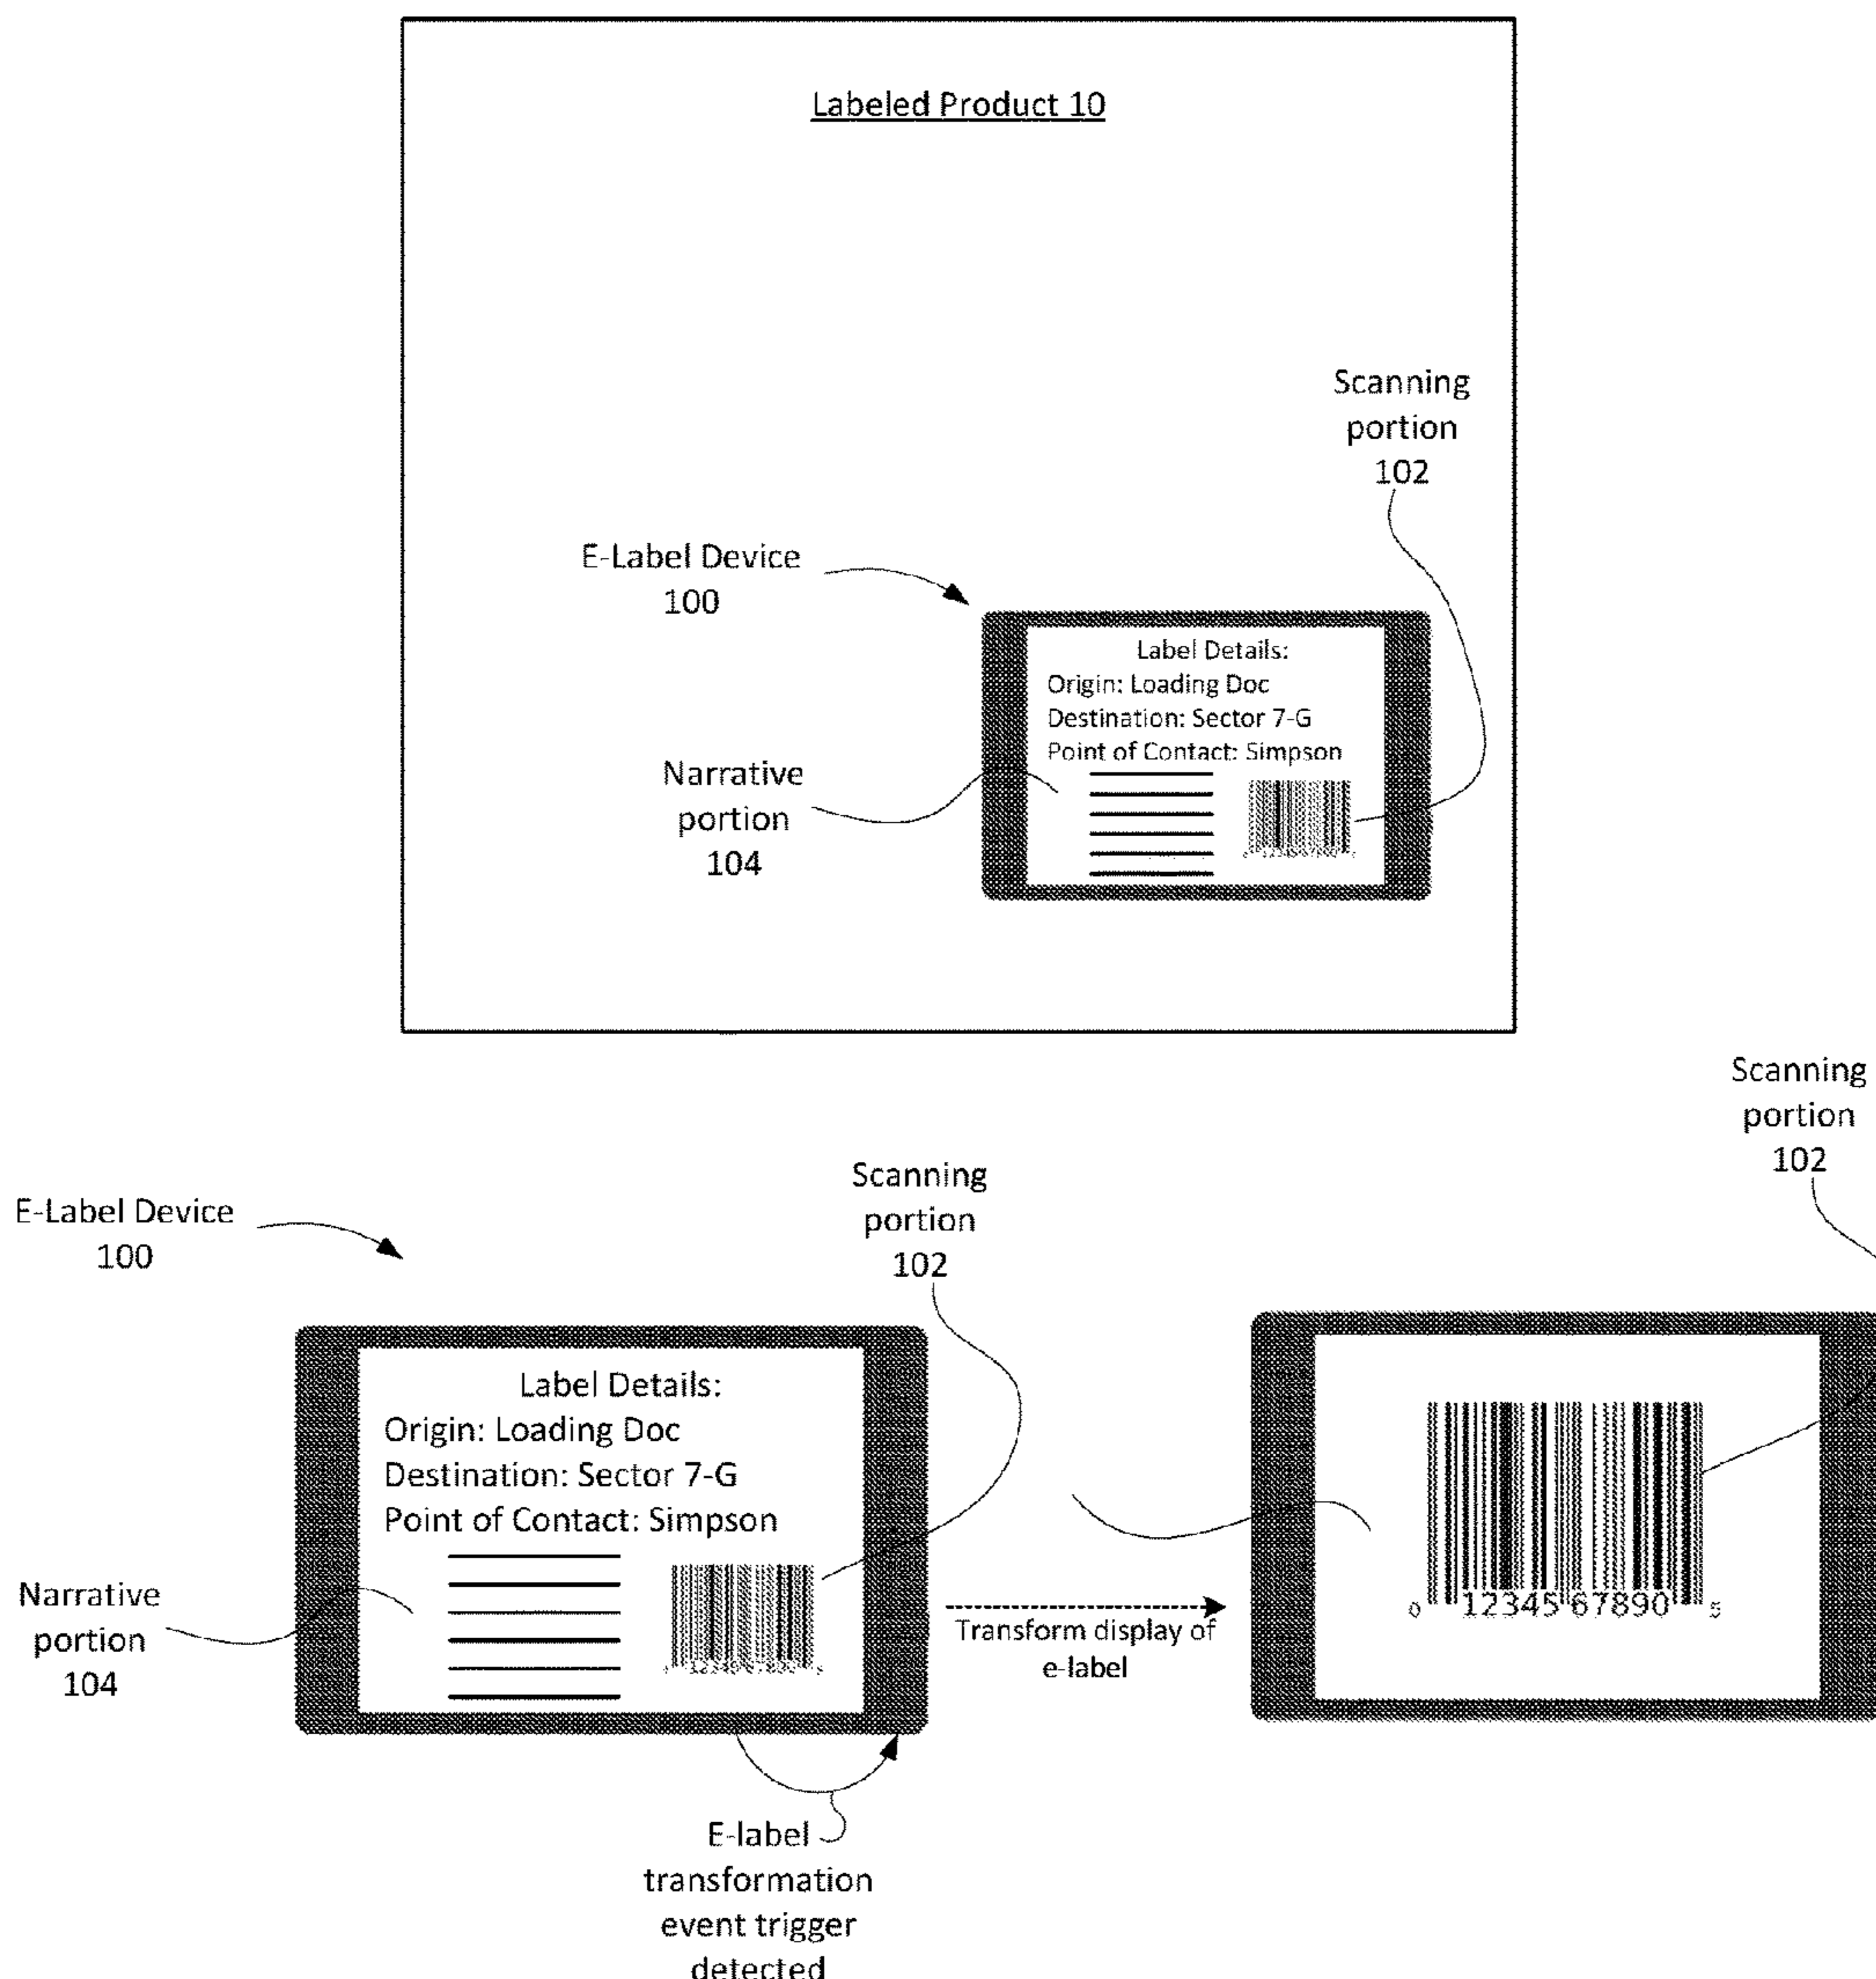 Labeled Product 10
Scanning
portion
102
E-Label Device
100
Label Details:
Origin: Loading Doc
Destination: Sector 7-G
Point of Contact: Simpson
Narrative
portion
104
Scanning
portion
102
Scanning
portion
102
E-Label Device
100
Label Details:
Origin: Loading Doc
Destination: Sector 7-G
Point of Contact: Simpson
Narrative
portion
104
Transform display of
e-label
0 12345 67890 5
E-label
transformation
event trigger
detected